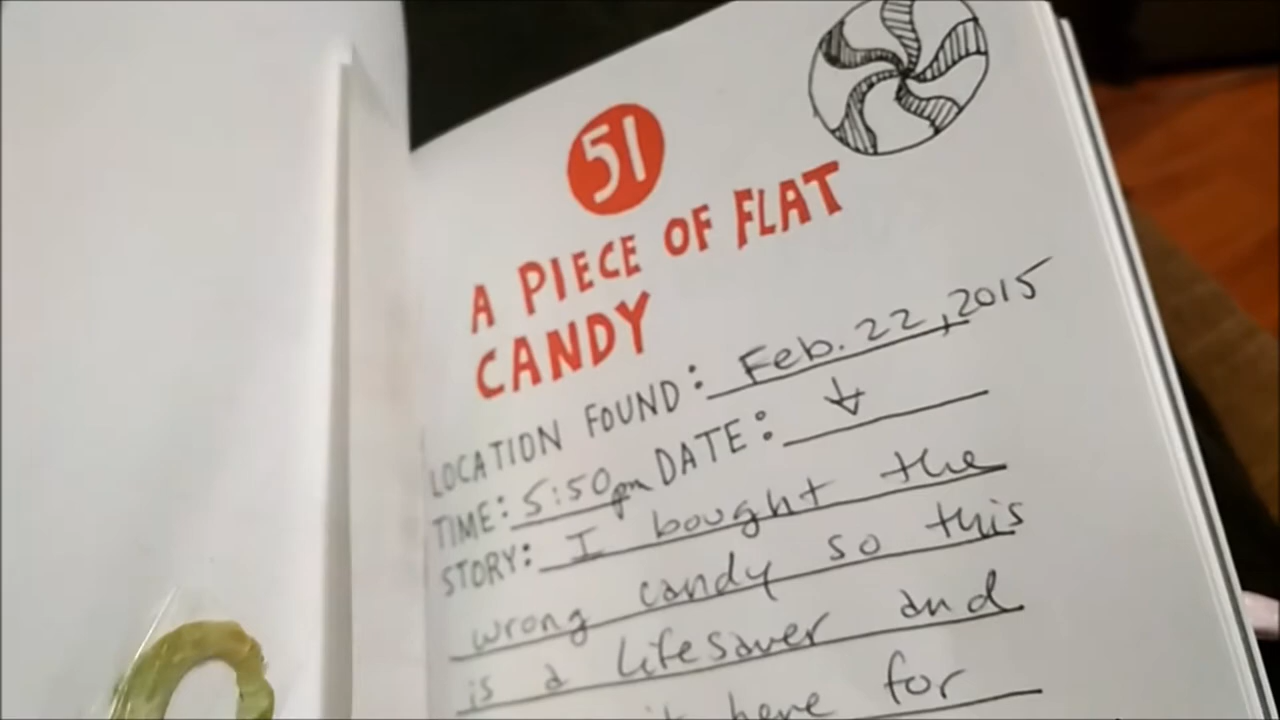 51
A PIECE OF FLAT
CANDY
LOCATION FOUND: Feb. 22, 2015
TIME: 5:50pm DATE: ↓
STORY: I bought the
wrong candy so this
is a lifesaver and
it here for